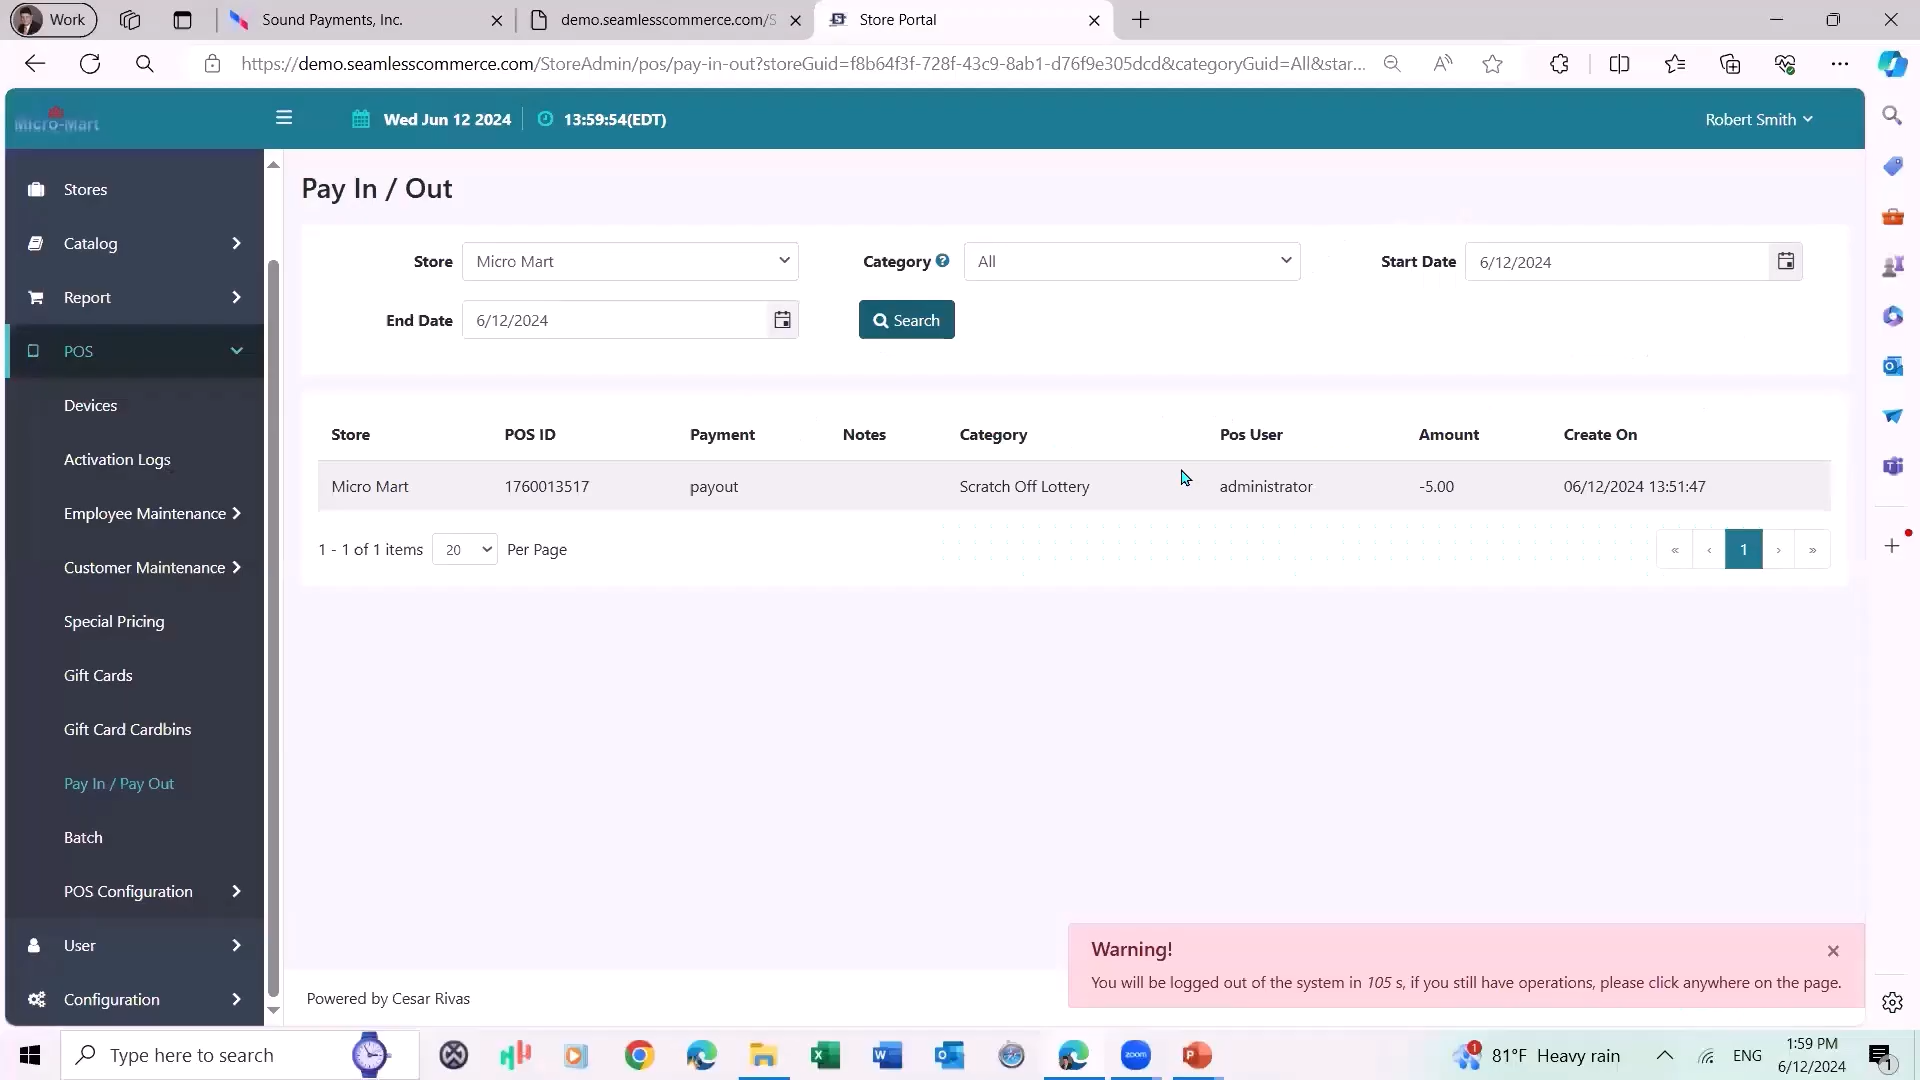 Work
Sound Payments, Inc.
demo.seamlesscommerce.com/S
Store Portal
https://demo.seamlesscommerce.com/StoreAdmin/pos/pay-in-out?storeGuid=f8b64f3f-728f-43c9-8ab1-d76f9e305dcd&categoryGuid=All&star...
Micro-Mart
Wed Jun 12 2024
13:59:54(EDT)
Robert Smith
Stores
Catalog
Report
POS
Devices
Activation Logs
Employee Maintenance
Customer Maintenance
Special Pricing
Gift Cards
Gift Card Cardbins
Pay In / Pay Out
Batch
POS Configuration
User
Configuration
Pay In / Out
Store Micro Mart Category ? All Start Date 6/12/2024
End Date 6/12/2024 Search
Store POS ID Payment Notes Category Pos User Amount Create On
Micro Mart 1760013517 payout Scratch Off Lottery administrator -5.00 06/12/2024 13:51:47
1 - 1 of 1 items 20 Per Page « ‹ 1 › »
Warning!
You will be logged out of the system in 105 s, if you still have operations, please click anywhere on the page.
Powered by Cesar Rivas
Type here to search
zoom
1
81°F Heavy rain
ENG
1:59 PM
6/12/2024
1